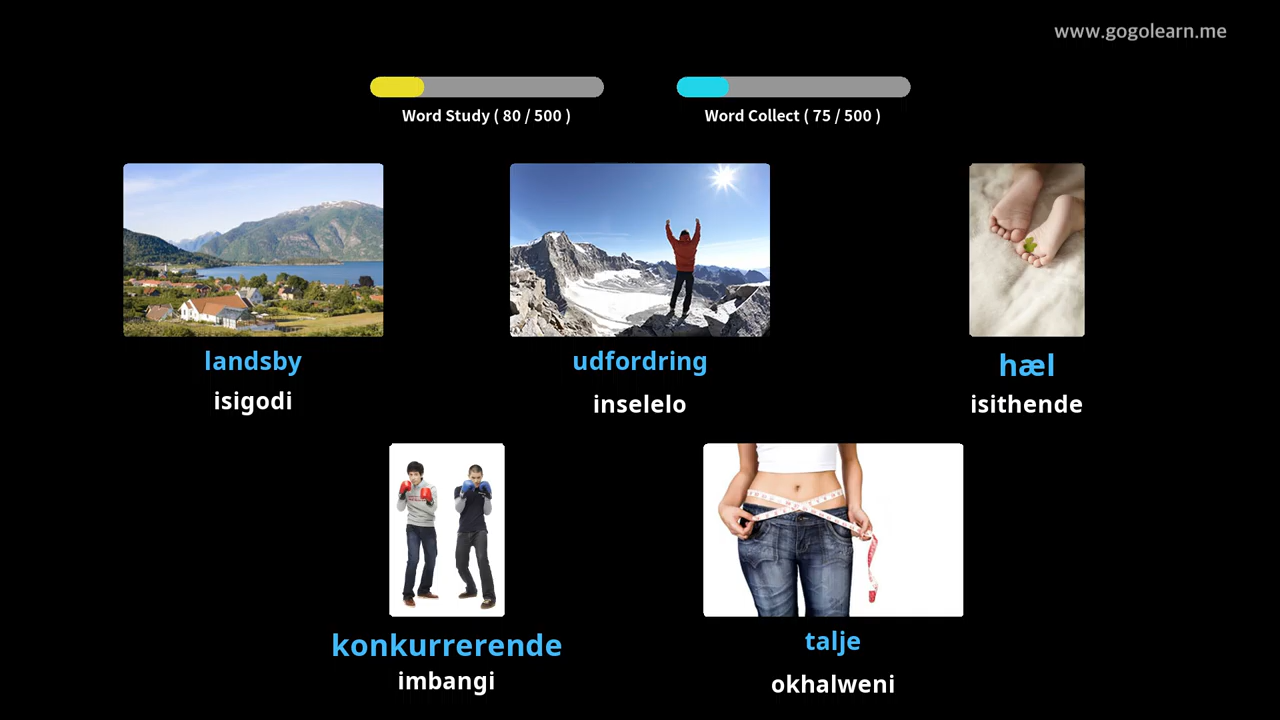 www.gogolearn.me
Word Study ( 80 / 500 )
Word Collect ( 75 / 500 )
landsby
isigodi
udfordring
inselelo
hæl
isithende
konkurrerende
imbangi
talje
okhalweni